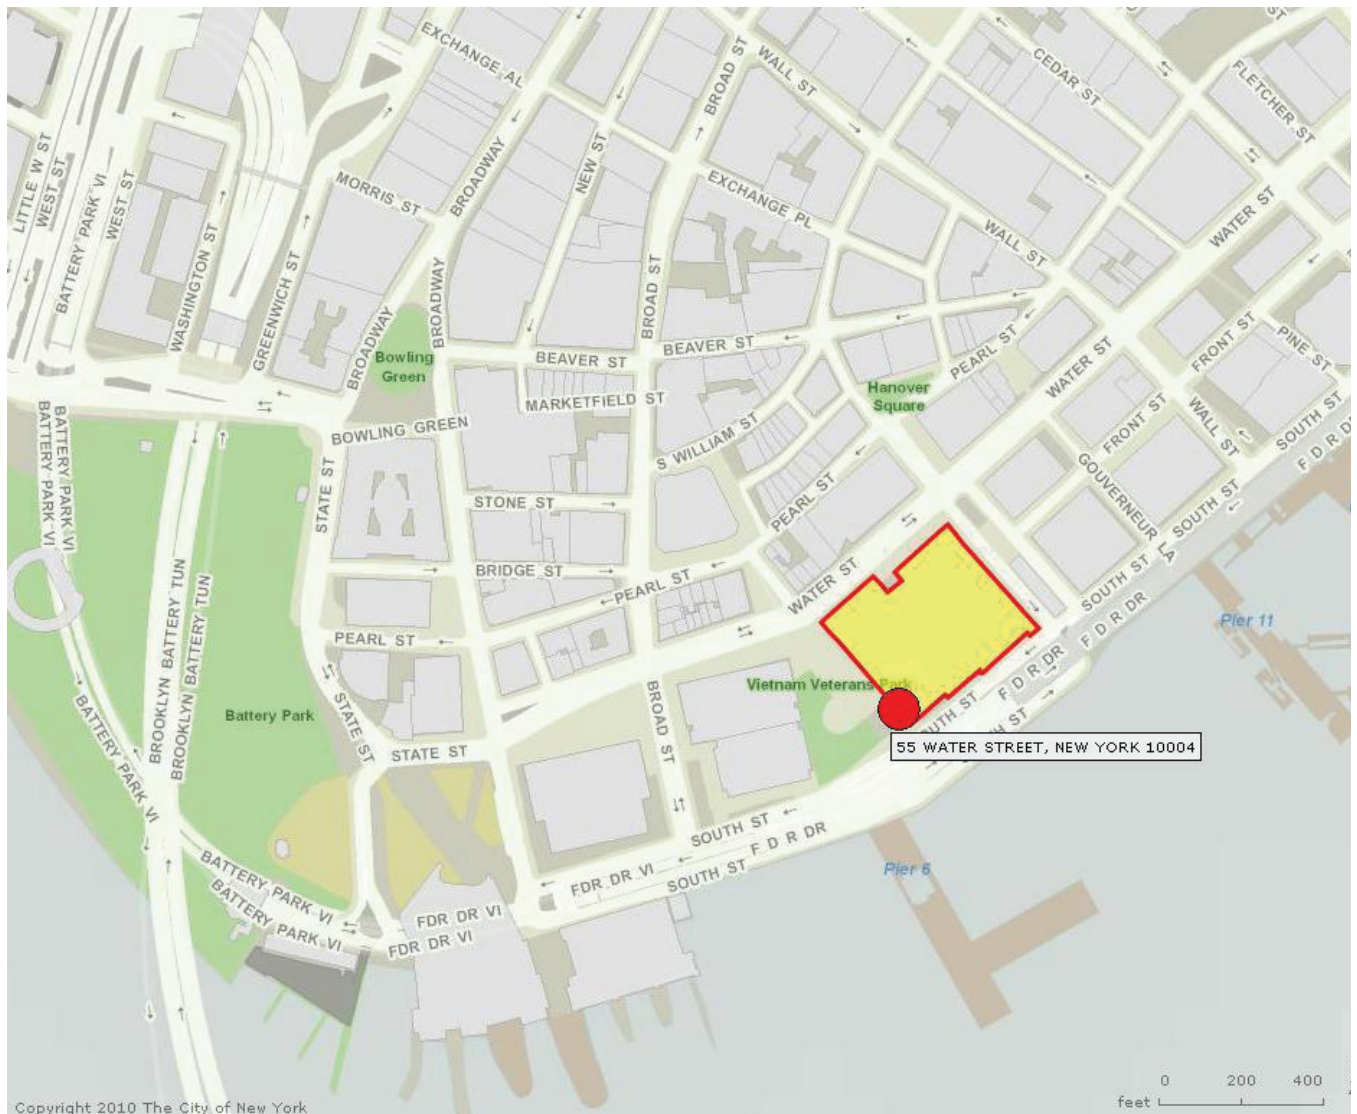 EXCHANGE AL
BROAD ST
WALL ST
CEDAR ST
FLETCHER ST
LITTLE W ST
WEST ST
BATTERY PARK VI
WEST ST
MORRIS ST
BROADWAY
NEW ST
EXCHANGE PL
WALL ST
WATER ST
WASHINGTON ST
GREENWICH ST
BROADWAY
BROADWAY
BROAD ST
Bowling
Green
BEAVER ST
BEAVER ST
PEARL ST
WATER ST
FRONT ST
PINE ST
Hanover
Square
MARKETFIELD ST
BOWLING GREEN
S WILLIAM ST
FRONT ST
WALL ST
SOUTH ST
F D R DR
BATTERY PARK VI
BATTERY PARK VI
STATE ST
STONE ST
PEARL ST
GOUVERNEUR LA
SOUTH ST
BRIDGE ST
PEARL ST
WATER ST
SOUTH ST
F D R DR
Pier 11
BROOKLYN BATTERY TUN
BROOKLYN BATTERY TUN
PEARL ST
Vietnam Veterans Park
F D R DR
SOUTH ST
Battery Park
STATE ST
BROAD ST
STATE ST
55 WATER STREET, NEW YORK 10004
BATTERY PARK VI
SOUTH ST
F D R DR
FDR DR VI
SOUTH ST
Pier 6
BATTERY PARK VI
BATTERY PARK VI
FDR DR VI
FDR DR VI
0 200 400
feet
Copyright 2010 The City of New York